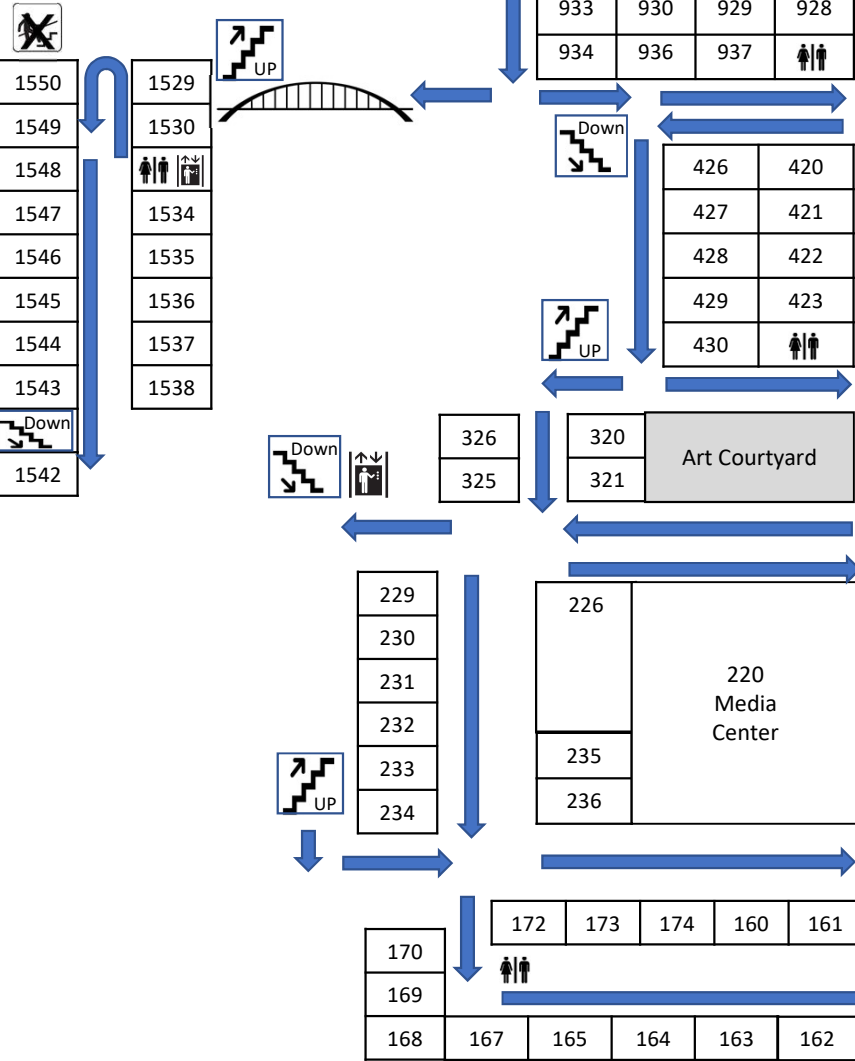 933 930 929 928
934 936 937
UP
1550 1529
1549 1530
1548
1547 1534
1546 1535
1545 1536
1544 1537
1543 1538
Down
1542
Down
426 420
427 421
428 422
429 423
430
UP
326 320
325 321
Art Courtyard
Down
229
230
231
232
233
234
226
220
Media
Center
235
236
UP
172 173 174 160 161
170
169
168 167 165 164 163 162